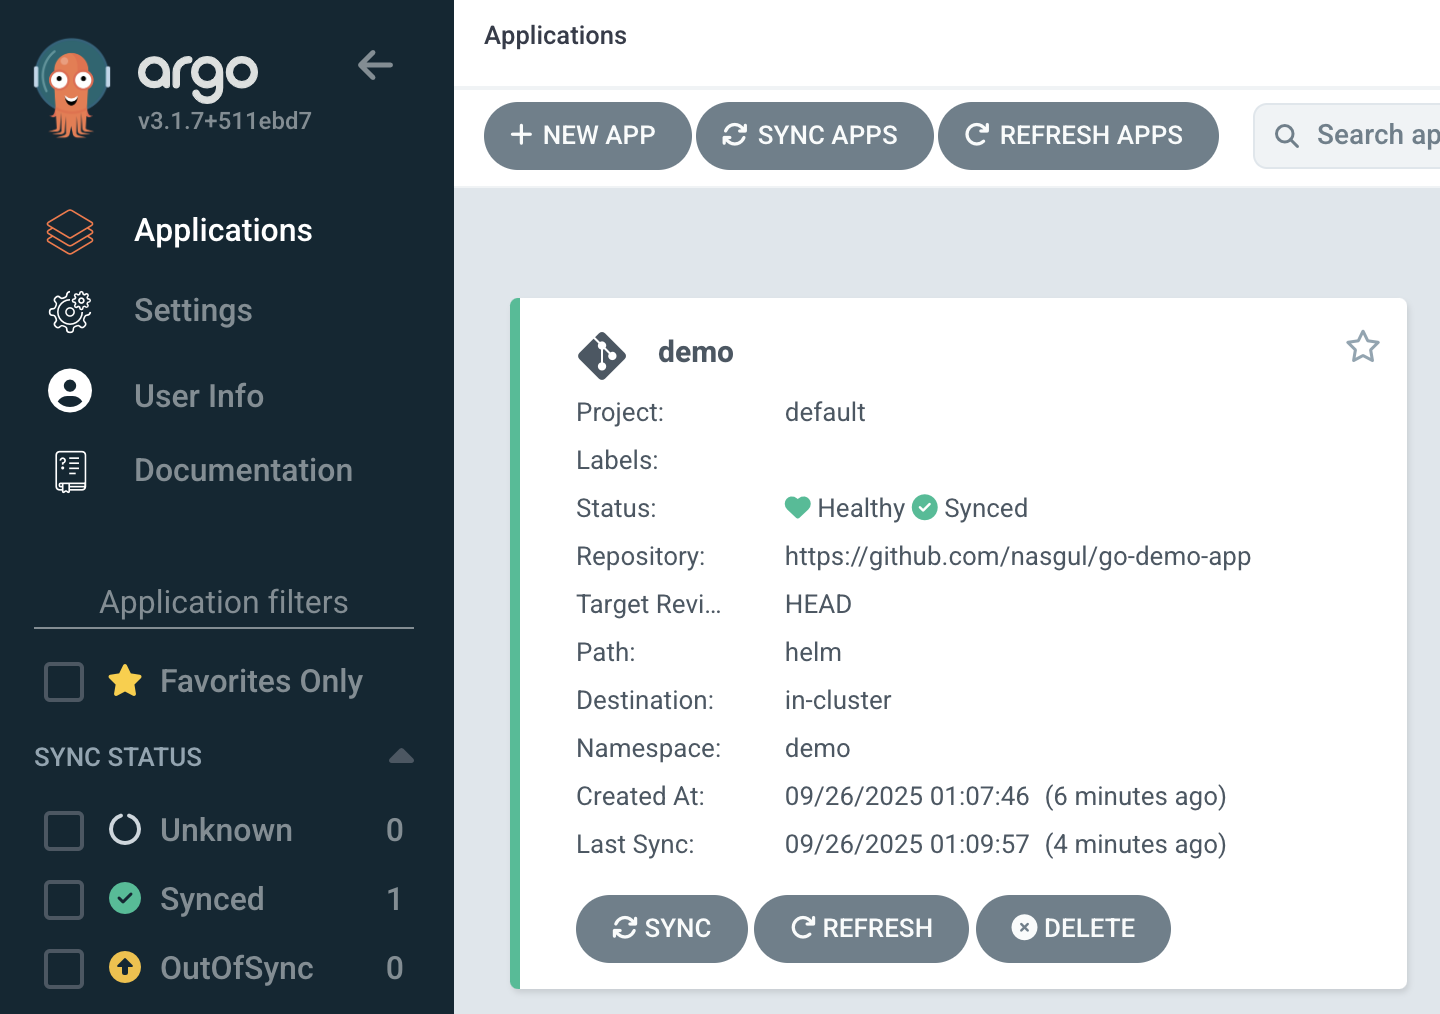 argo
v3.1.7+511ebd7
Applications
Settings
User Info
Documentation
Application filters
Favorites Only
SYNC STATUS
Unknown 0
Synced 1
OutOfSync 0
Applications
NEW APP SYNC APPS REFRESH APPS Search ap
demo
Project: default
Labels:
Status: Healthy Synced
Repository: https://github.com/nasgul/go-demo-app
Target Revi... HEAD
Path: helm
Destination: in-cluster
Namespace: demo
Created At: 09/26/2025 01:07:46 (6 minutes ago)
Last Sync: 09/26/2025 01:09:57 (4 minutes ago)
SYNC REFRESH DELETE